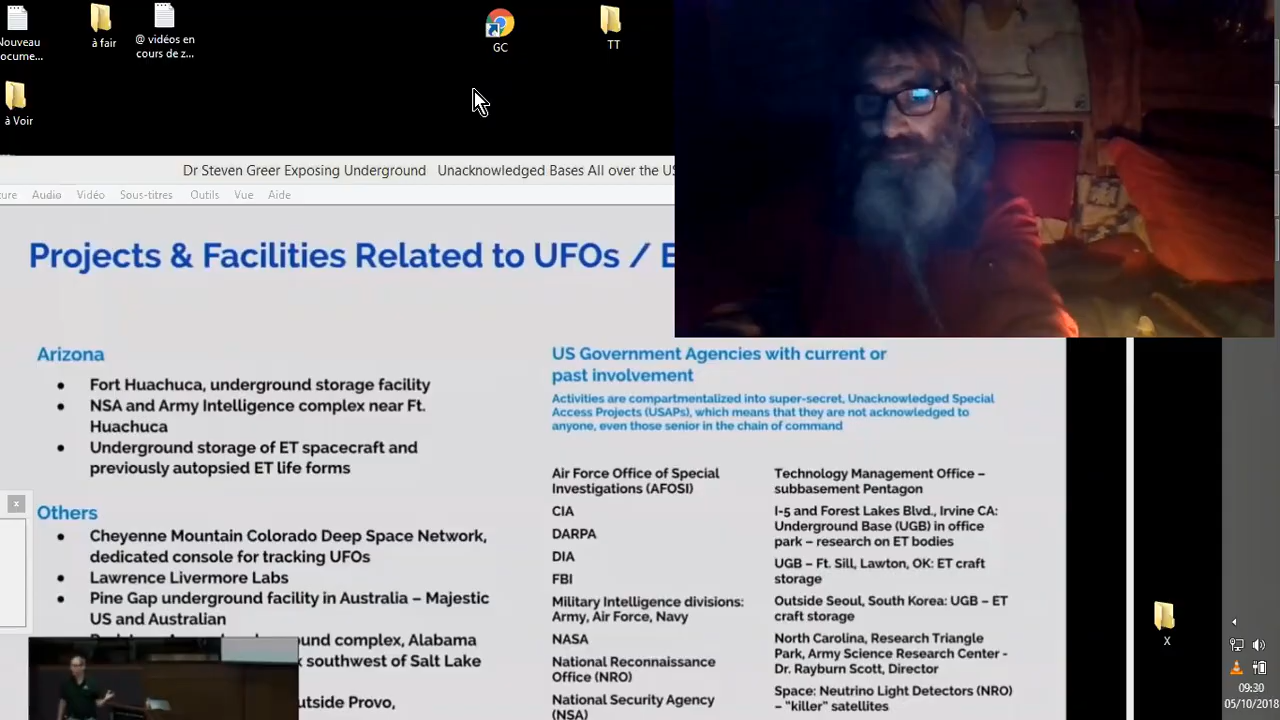 Nouveau
ocume...
à fair
@ vidéos en
cours de z...
GC
TT
à Voir
Dr Steven Greer Exposing Underground Unacknowledged Bases All over the US
ture Audio Vidéo Sous-titres Outils Vue Aide
Projects & Facilities Related to UFOs / E
Arizona
• Fort Huachuca, underground storage facility
• NSA and Army Intelligence complex near Ft.
Huachuca
• Underground storage of ET spacecraft and
previously autopsied ET life forms
Others
• Cheyenne Mountain Colorado Deep Space Network,
dedicated console for tracking UFOs
• Lawrence Livermore Labs
• Pine Gap underground facility in Australia – Majestic
US and Australian
ound complex, Alabama
southwest of Salt Lake
utside Provo,
US Government Agencies with current or
past involvement
Activities are compartmentalized into super-secret, Unacknowledged Special
Access Projects (USAPs), which means that they are not acknowledged to
anyone, even those senior in the chain of command
Air Force Office of Special
Investigations (AFOSI)
CIA
DARPA
DIA
FBI
Military Intelligence divisions:
Army, Air Force, Navy
NASA
National Reconnaissance
Office (NRO)
National Security Agency
(NSA)
Technology Management Office –
subbasement Pentagon
I-5 and Forest Lakes Blvd., Irvine CA:
Underground Base (UGB) in office
park – research on ET bodies
UGB – Ft. Sill, Lawton, OK: ET craft
storage
Outside Seoul, South Korea: UGB – ET
craft storage
North Carolina, Research Triangle
Park, Army Science Research Center -
Dr. Rayburn Scott, Director
Space: Neutrino Light Detectors (NRO)
– "killer" satellites
x
X
09:30
05/10/2018